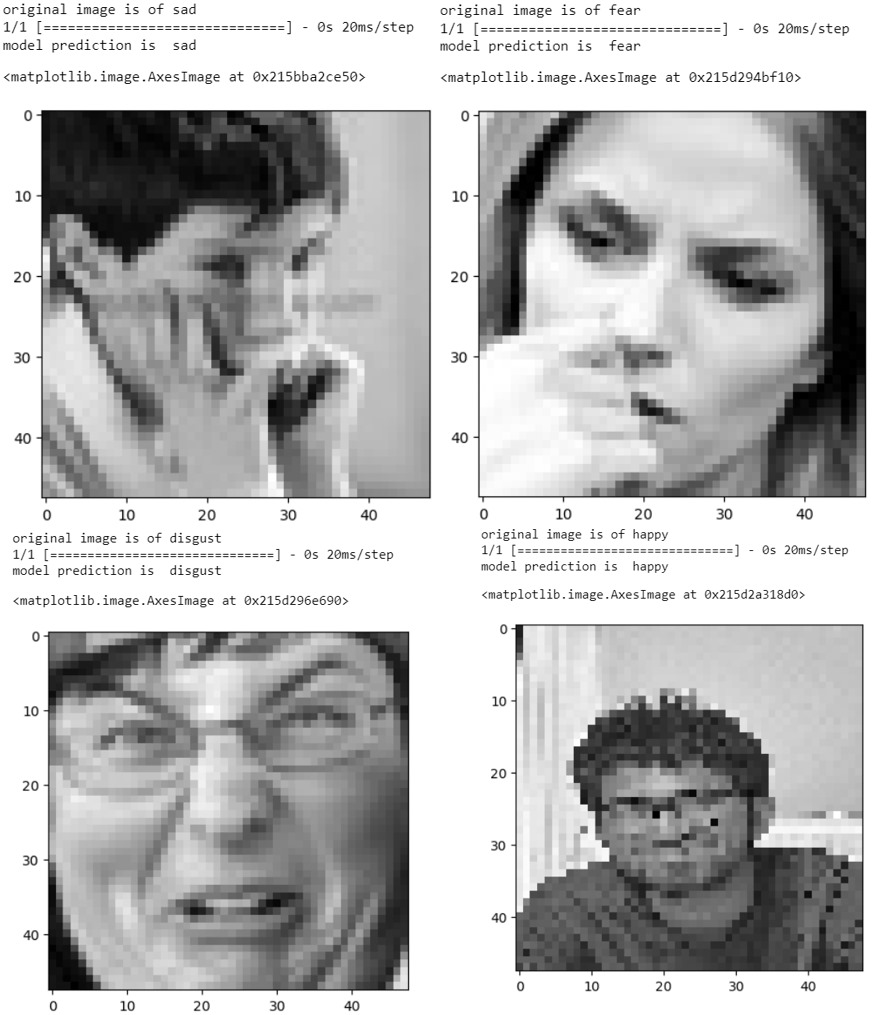 original image is of sad
1/1 [==============================] - 0s 20ms/step
model prediction is  sad
<matplotlib.image.AxesImage at 0x215bba2ce50>
0
10
20
30
40
0 10 20 30 40
original image is of fear
1/1 [==============================] - 0s 20ms/step
model prediction is  fear
<matplotlib.image.AxesImage at 0x215d294bf10>
0
10
20
30
40
0 10 20 30 40
original image is of disgust
1/1 [==============================] - 0s 20ms/step
model prediction is  disgust
<matplotlib.image.AxesImage at 0x215d296e690>
0
10
20
30
40
0 10 20 30 40
original image is of happy
1/1 [==============================] - 0s 20ms/step
model prediction is  happy
<matplotlib.image.AxesImage at 0x215d2a318d0>
0
10
20
30
40
0 10 20 30 40